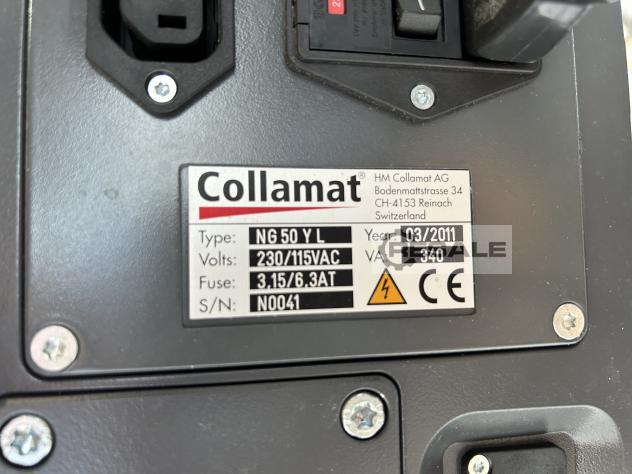 Collamat®
HM Collamat AG
Bodenmattstrasse 34
CH-4153 Reinach
Switzerland
Type: NG 50 Y L
Year: 03/2011
Volts: 230/115VAC
VA: 340
Fuse: 3,15/6,3AT
S/N: N0041
CE
RESALE